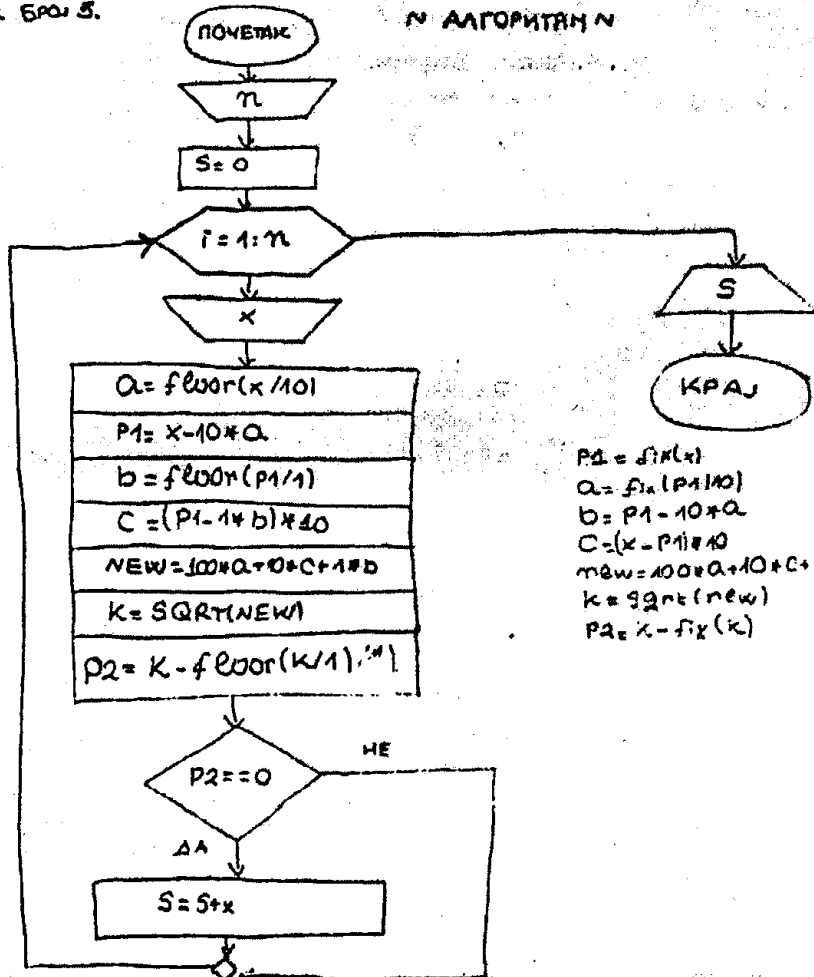 БРОЈ 5.
~ АЛГОРИТАМ ~
ПОЧЕТАК
n
S=0
i=1:n
x
S
КРАЈ
a=floor(x/10)
P1=x-10*a
b=floor(P1/1)
C=(P1-1*b)*10
NEW=100*a+10*c+1*b
K=SQRT(NEW)
P2=K-floor(K/1)
P1=fix(x)
a=fix(P1/10)
b=P1-10*a
C=(x-P1)*10
new=100*a+10*c+
k=sqrt(new)
P2=k-fix(k)
P2==0
НЕ
ДА
S=S+x